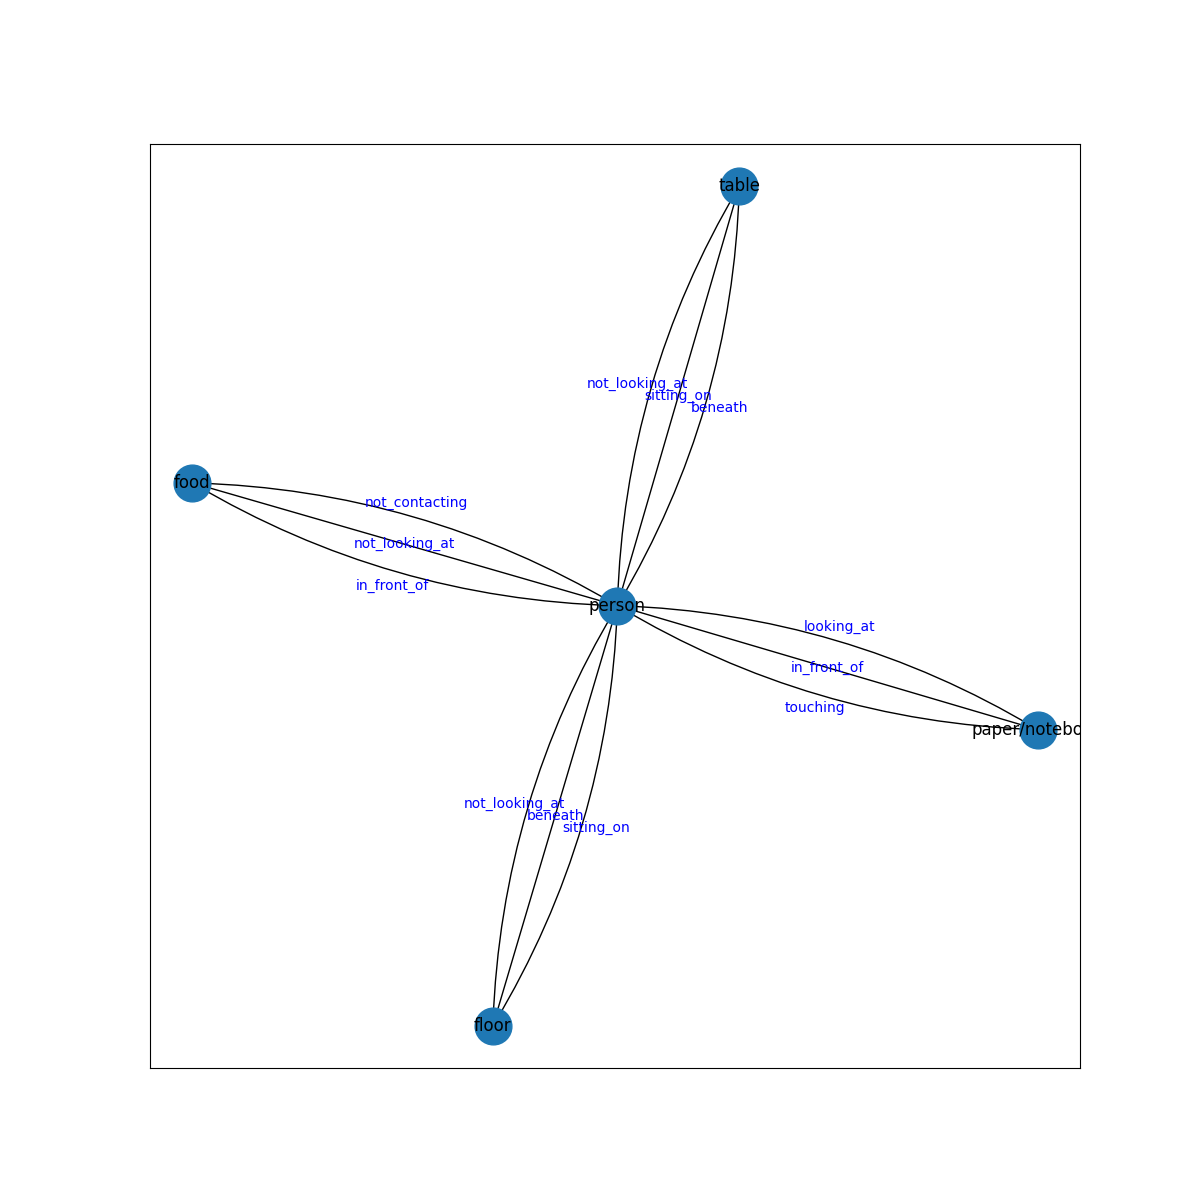 table
not_looking_at
sitting_on
beneath
food
not_contacting
not_looking_at
in_front_of
person
looking_at
in_front_of
touching
paper/notebo
not_looking_at
beneath
sitting_on
floor